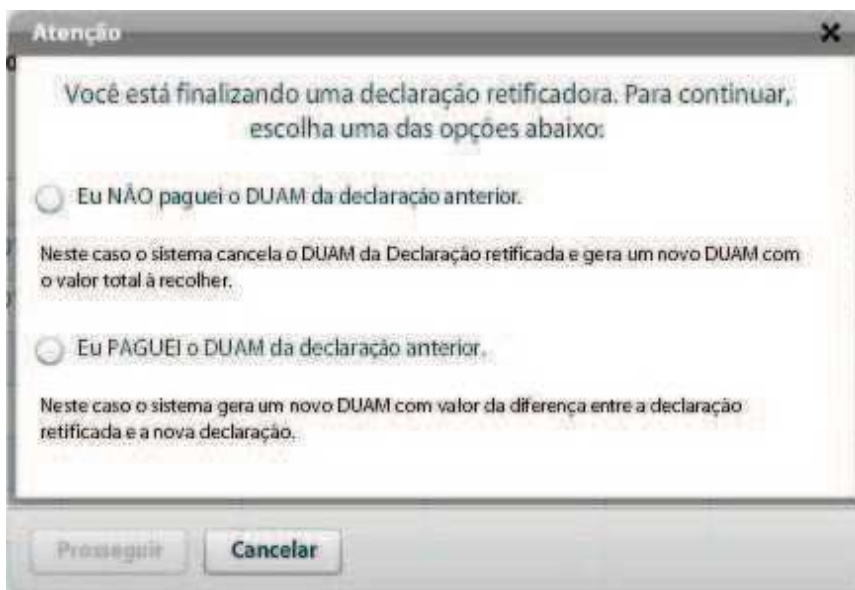 Atenção
Você está finalizando uma declaração retificadora. Para continuar,
escolha uma das opções abaixo:
Eu NÃO paguei o DUAM da declaração anterior.
Neste caso o sistema cancela o DUAM da Declaração retificada e gera um novo DUAM com
o valor total à recolher.
Eu PAGUEI o DUAM da declaração anterior.
Neste caso o sistema gera um novo DUAM com valor da diferença entre a declaração
retificada e a nova declaração.
Prosseguir Cancelar